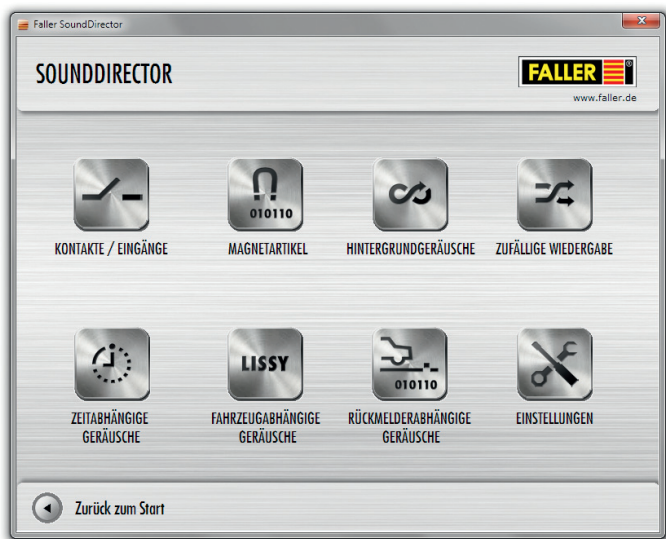 Faller SoundDirector
SOUNDDIRECTOR
FALLER ®
www.faller.de
010110
KONTAKTE / EINGÄNGE
MAGNETARTIKEL
HINTERGRUNDGERÄUSCHE
ZUFÄLLIGE WIEDERGABE
LISSY
010110
ZEITABHÄNGIGE
GERÄUSCHE
FAHRZEUGABHÄNGIGE
GERÄUSCHE
RÜCKMELDERABHÄNGIGE
GERÄUSCHE
EINSTELLUNGEN
Zurück zum Start